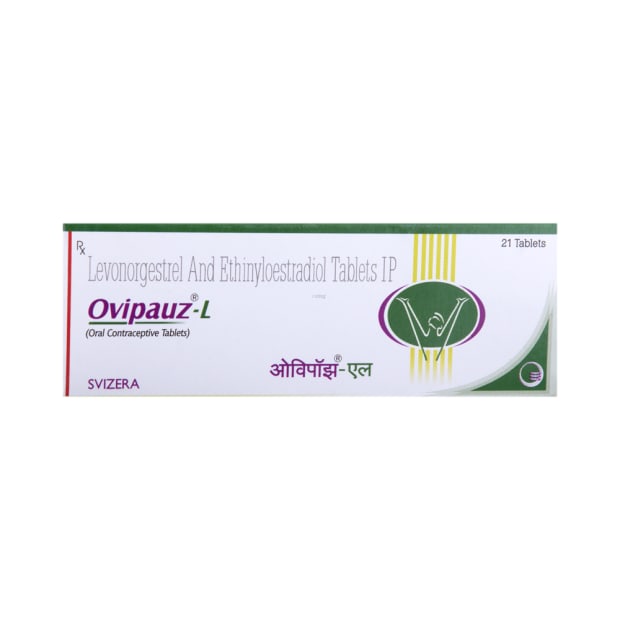 Rx
Levonorgestrel And Ethinyloestradiol Tablets IP
Ovipauz®-L
(Oral Contraceptive Tablets)
SVIZERA
ओविपॉझ®-एल
21 Tablets